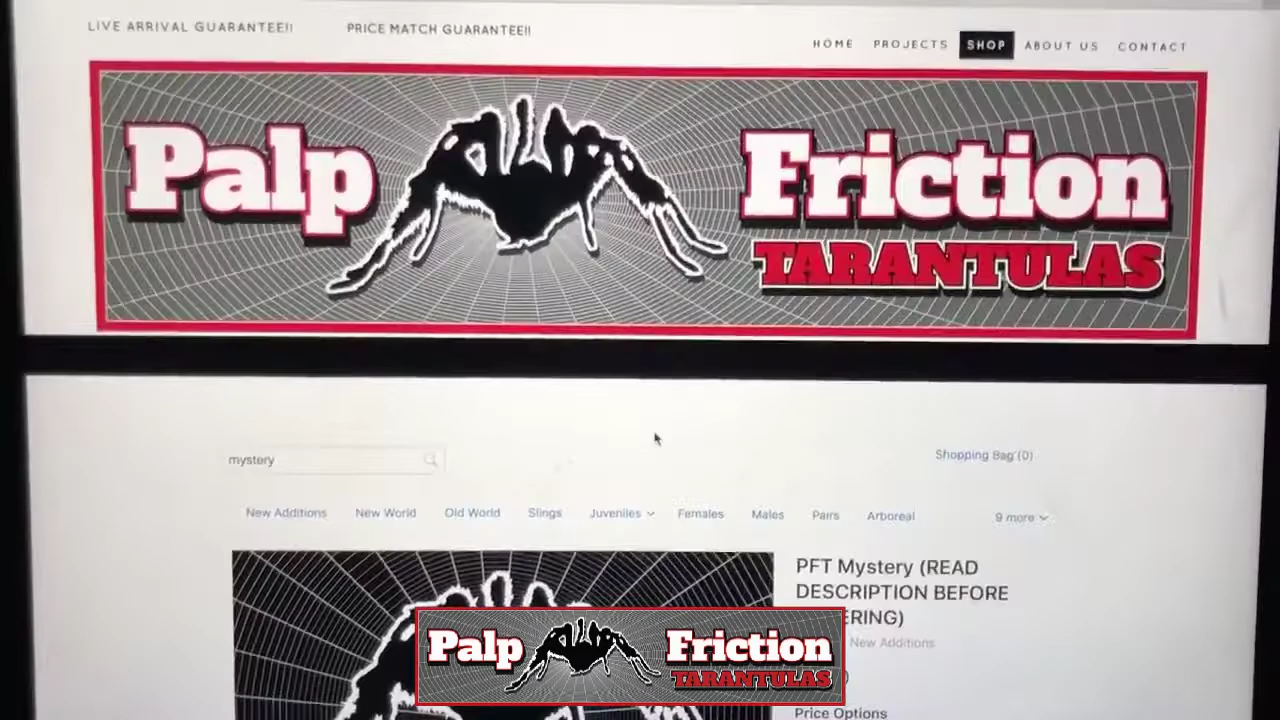 LIVE ARRIVAL GUARANTEE!!
PRICE MATCH GUARANTEE!!
HOME PROJECTS SHOP ABOUT US CONTACT
Palp Friction
TARANTULAS
mystery
Shopping Bag (0)
New Additions New World Old World Slings Juveniles Females Males Pairs Arboreal 9 more
PFT Mystery (READ
DESCRIPTION BEFORE
ERING)
New Additions
Palp Friction
TARANTULAS
Price Options